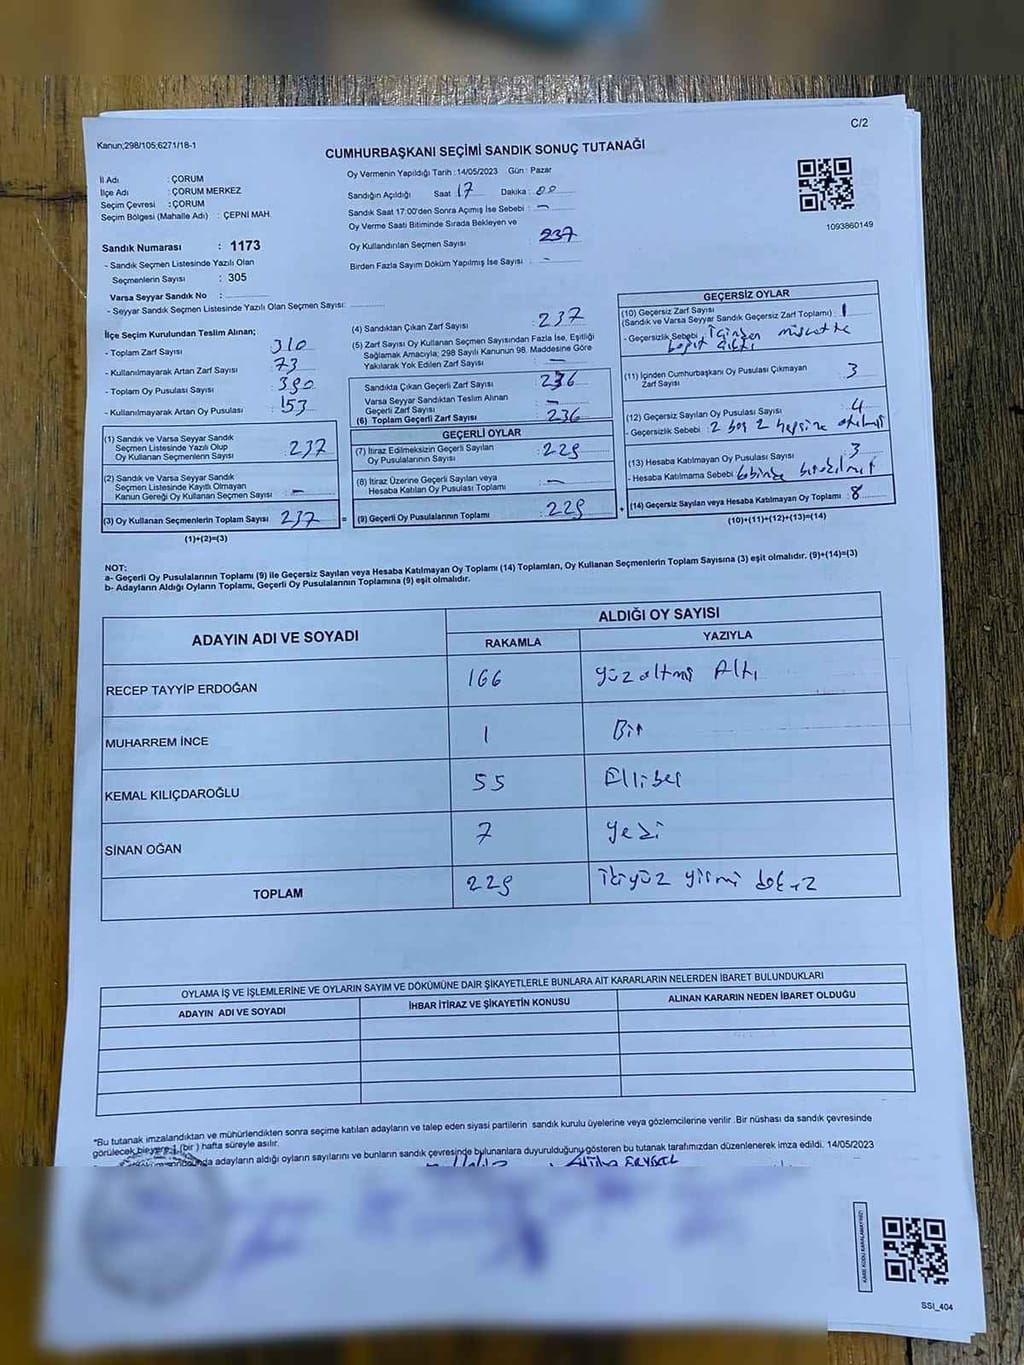 C/2
Kanun;298/105;6271/18-1
CUMHURBAŞKANI SEÇİMİ SANDIK SONUÇ TUTANAĞI
İl Adı : ÇORUM
İlçe Adı : ÇORUM MERKEZ
Seçim Çevresi : ÇORUM
Seçim Bölgesi (Mahalle Adı) : ÇEPNİ MAH.
Sandık Numarası : 1173
- Sandık Seçmen Listesinde Yazılı Olan
Seçmenlerin Sayısı : 305
Varsa Seyyar Sandık No :
- Seyyar Sandık Seçmen Listesinde Yazılı Olan Seçmen Sayısı:
Oy Vermenin Yapıldığı Tarih :14/05/2023 Gün : Pazar
Sandığın Açıldığı Saat 17 Dakika : 00
Sandık Saat 17:00'den Sonra Açımış İse Sebebi : -
Oy Verme Saati Bitiminde Sırada Bekleyen ve
Oy Kullandırılan Seçmen Sayısı : 237
Birden Fazla Sayım Döküm Yapılmış İse Sayısı : -
1093860149
İlçe Seçim Kurulundan Teslim Alınan;
- Toplam Zarf Sayısı : 310
- Kullanılmayarak Artan Zarf Sayısı : 73
- Toplam Oy Pusulası Sayısı : 390
- Kullanılmayarak Artan Oy Pusulası : 153
(1) Sandık ve Varsa Seyyar Sandık
Seçmen Listesinde Yazılı Olup
Oy Kullanan Seçmenlerin Sayısı : 237
(2) Sandık ve Varsa Seyyar Sandık
Seçmen Listesinde Kayıtlı Olmayan
Kanun Gereği Oy Kullanan Seçmen Sayısı : -
(3) Oy Kullanan Seçmenlerin Toplam Sayısı 237 =
(1)+(2)=(3)
(4) Sandıktan Çıkan Zarf Sayısı : 237
(5) Zarf Sayısı Oy Kullanan Seçmen Sayısından Fazla İse, Eşitliği
Sağlamak Amacıyla; 298 Sayılı Kanunun 98. Maddesine Göre
Yakılarak Yok Edilen Zarf Sayısı : -
Sandıkta Çıkan Geçerli Zarf Sayısı : 236
Varsa Seyyar Sandıktan Teslim Alınan
Geçerli Zarf Sayısı : -
(6) Toplam Geçerli Zarf Sayısı : 236
GEÇERLİ OYLAR
(7) İtiraz Edilmeksizin Geçerli Sayılan
Oy Pusulalarının Sayısı : 229
(8) İtiraz Üzerine Geçerli Sayılan veya
Hesaba Katılan Oy Pusulası Toplamı : -
(9) Geçerli Oy Pusulalarının Toplamı : 229 +
GEÇERSİZ OYLAR
(10) Geçersiz Zarf Sayısı
(Sandık ve Varsa Seyyar Sandık Geçersiz Zarf Toplamı) : 1
- Geçersizlik Sebebi : İçinden
çıktı
(11) İçinden Cumhurbaşkanı Oy Pusulası Çıkmayan
Zarf Sayısı : 3
(12) Geçersiz Sayılan Oy Pusulası Sayısı : 4
- Geçersizlik Sebebi : 2 boş 2 hepsine
(13) Hesaba Katılmayan Oy Pusulası Sayısı : 3
- Hesaba Katılmama Sebebi
(14) Geçersiz Sayılan veya Hesaba Katılmayan Oy Toplamı : 8
(10)+(11)+(12)+(13)=(14)
NOT:
a- Geçerli Oy Pusulalarının Toplamı (9) ile Geçersiz Sayılan veya Hesaba Katılmayan Oy Toplamı (14) Toplamları, Oy Kullanan Seçmenlerin Toplam Sayısına (3) eşit olmalıdır. (9)+(14)=(3)
b- Adayların Aldığı Oyların Toplamı, Geçerli Oy Pusulalarının Toplamına (9) eşit olmalıdır.
ADAYIN ADI VE SOYADI ALDIĞI OY SAYISI
RAKAMLA YAZIYLA
RECEP TAYYİP ERDOĞAN 166 Yüz altmı Altı
MUHARREM İNCE 1 Bir
KEMAL KILIÇDAROĞLU 55 Ellibeş
SİNAN OĞAN 7 Yedi
TOPLAM 229 İkiyüz yirmi dokuz
OYLAMA İŞ VE İŞLEMLERİNE VE OYLARIN SAYIM VE DÖKÜMÜNE DAİR ŞİKAYETLERLE BUNLARA AİT KARARLARIN NELERDEN İBARET BULUNDUKLARI
ADAYIN ADI VE SOYADI İHBAR İTİRAZ VE ŞİKAYETİN KONUSU ALINAN KARARIN NEDEN İBARET OLDUĞU
*Bu tutanak imzalandıktan ve mühürlendikten sonra seçime katılan adayların ve talep eden siyasi partilerin sandık kurulu üyelerine veya gözlemcilerine verilir .Bir nüshası da sandık çevresinde
görülecek bir yere 1 (bir ) hafta süreyle asılır.
adayların aldığı oyların sayılarını ve bunların sandık çevresinde bulunanlara duyurulduğunu gösteren bu tutanak tarafımızdan düzenlenerek imza edildi. 14/05/2023
KARE KODU KARALAMAYINIZ!
SSİ_404